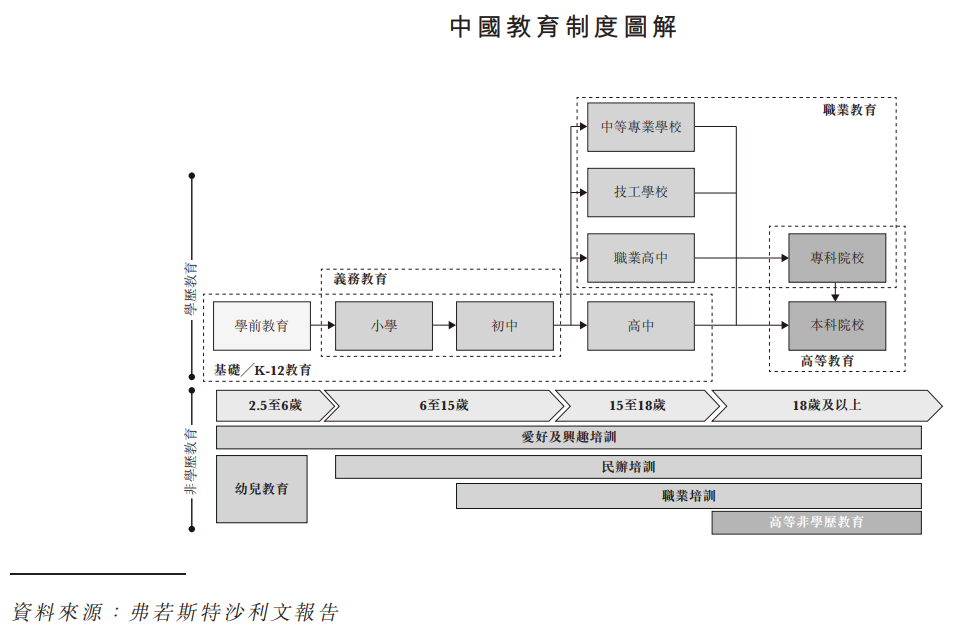 中國教育制度圖解
職業教育
中等專業學校
技工學校
職業高中
專科院校
義務教育
學前教育
小學
初中
高中
本科院校
高等教育
基礎／K-12教育
學歷教育
2.5至6歲
6至15歲
15至18歲
18歲及以上
愛好及興趣培訓
民辦培訓
幼兒教育
職業培訓
高等非學歷教育
非學歷教育
資料來源：弗若斯特沙利文報告